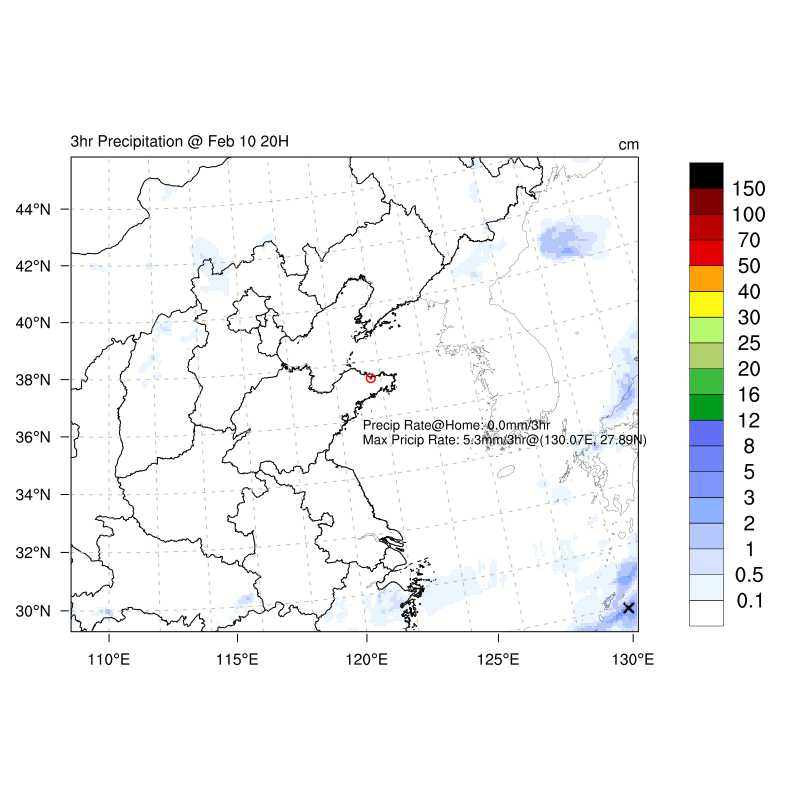 3hr Precipitation @ Feb 10 20H
cm
44°N
42°N
40°N
38°N
36°N
34°N
32°N
30°N
Precip Rate@Home: 0.0mm/3hr
Max Pricip Rate: 5.3mm/3hr@(130.07E, 27.89N)
110°E
115°E
120°E
125°E
130°E
150
100
70
50
40
30
25
20
16
12
8
5
3
2
1
0.5
0.1